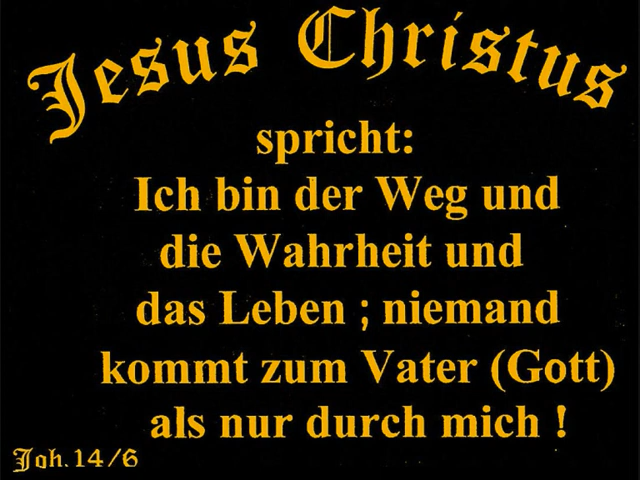 Jesus Christus
spricht:
Ich bin der Weg und
die Wahrheit und
das Leben ; niemand
kommt zum Vater (Gott)
als nur durch mich !
Joh. 14/6